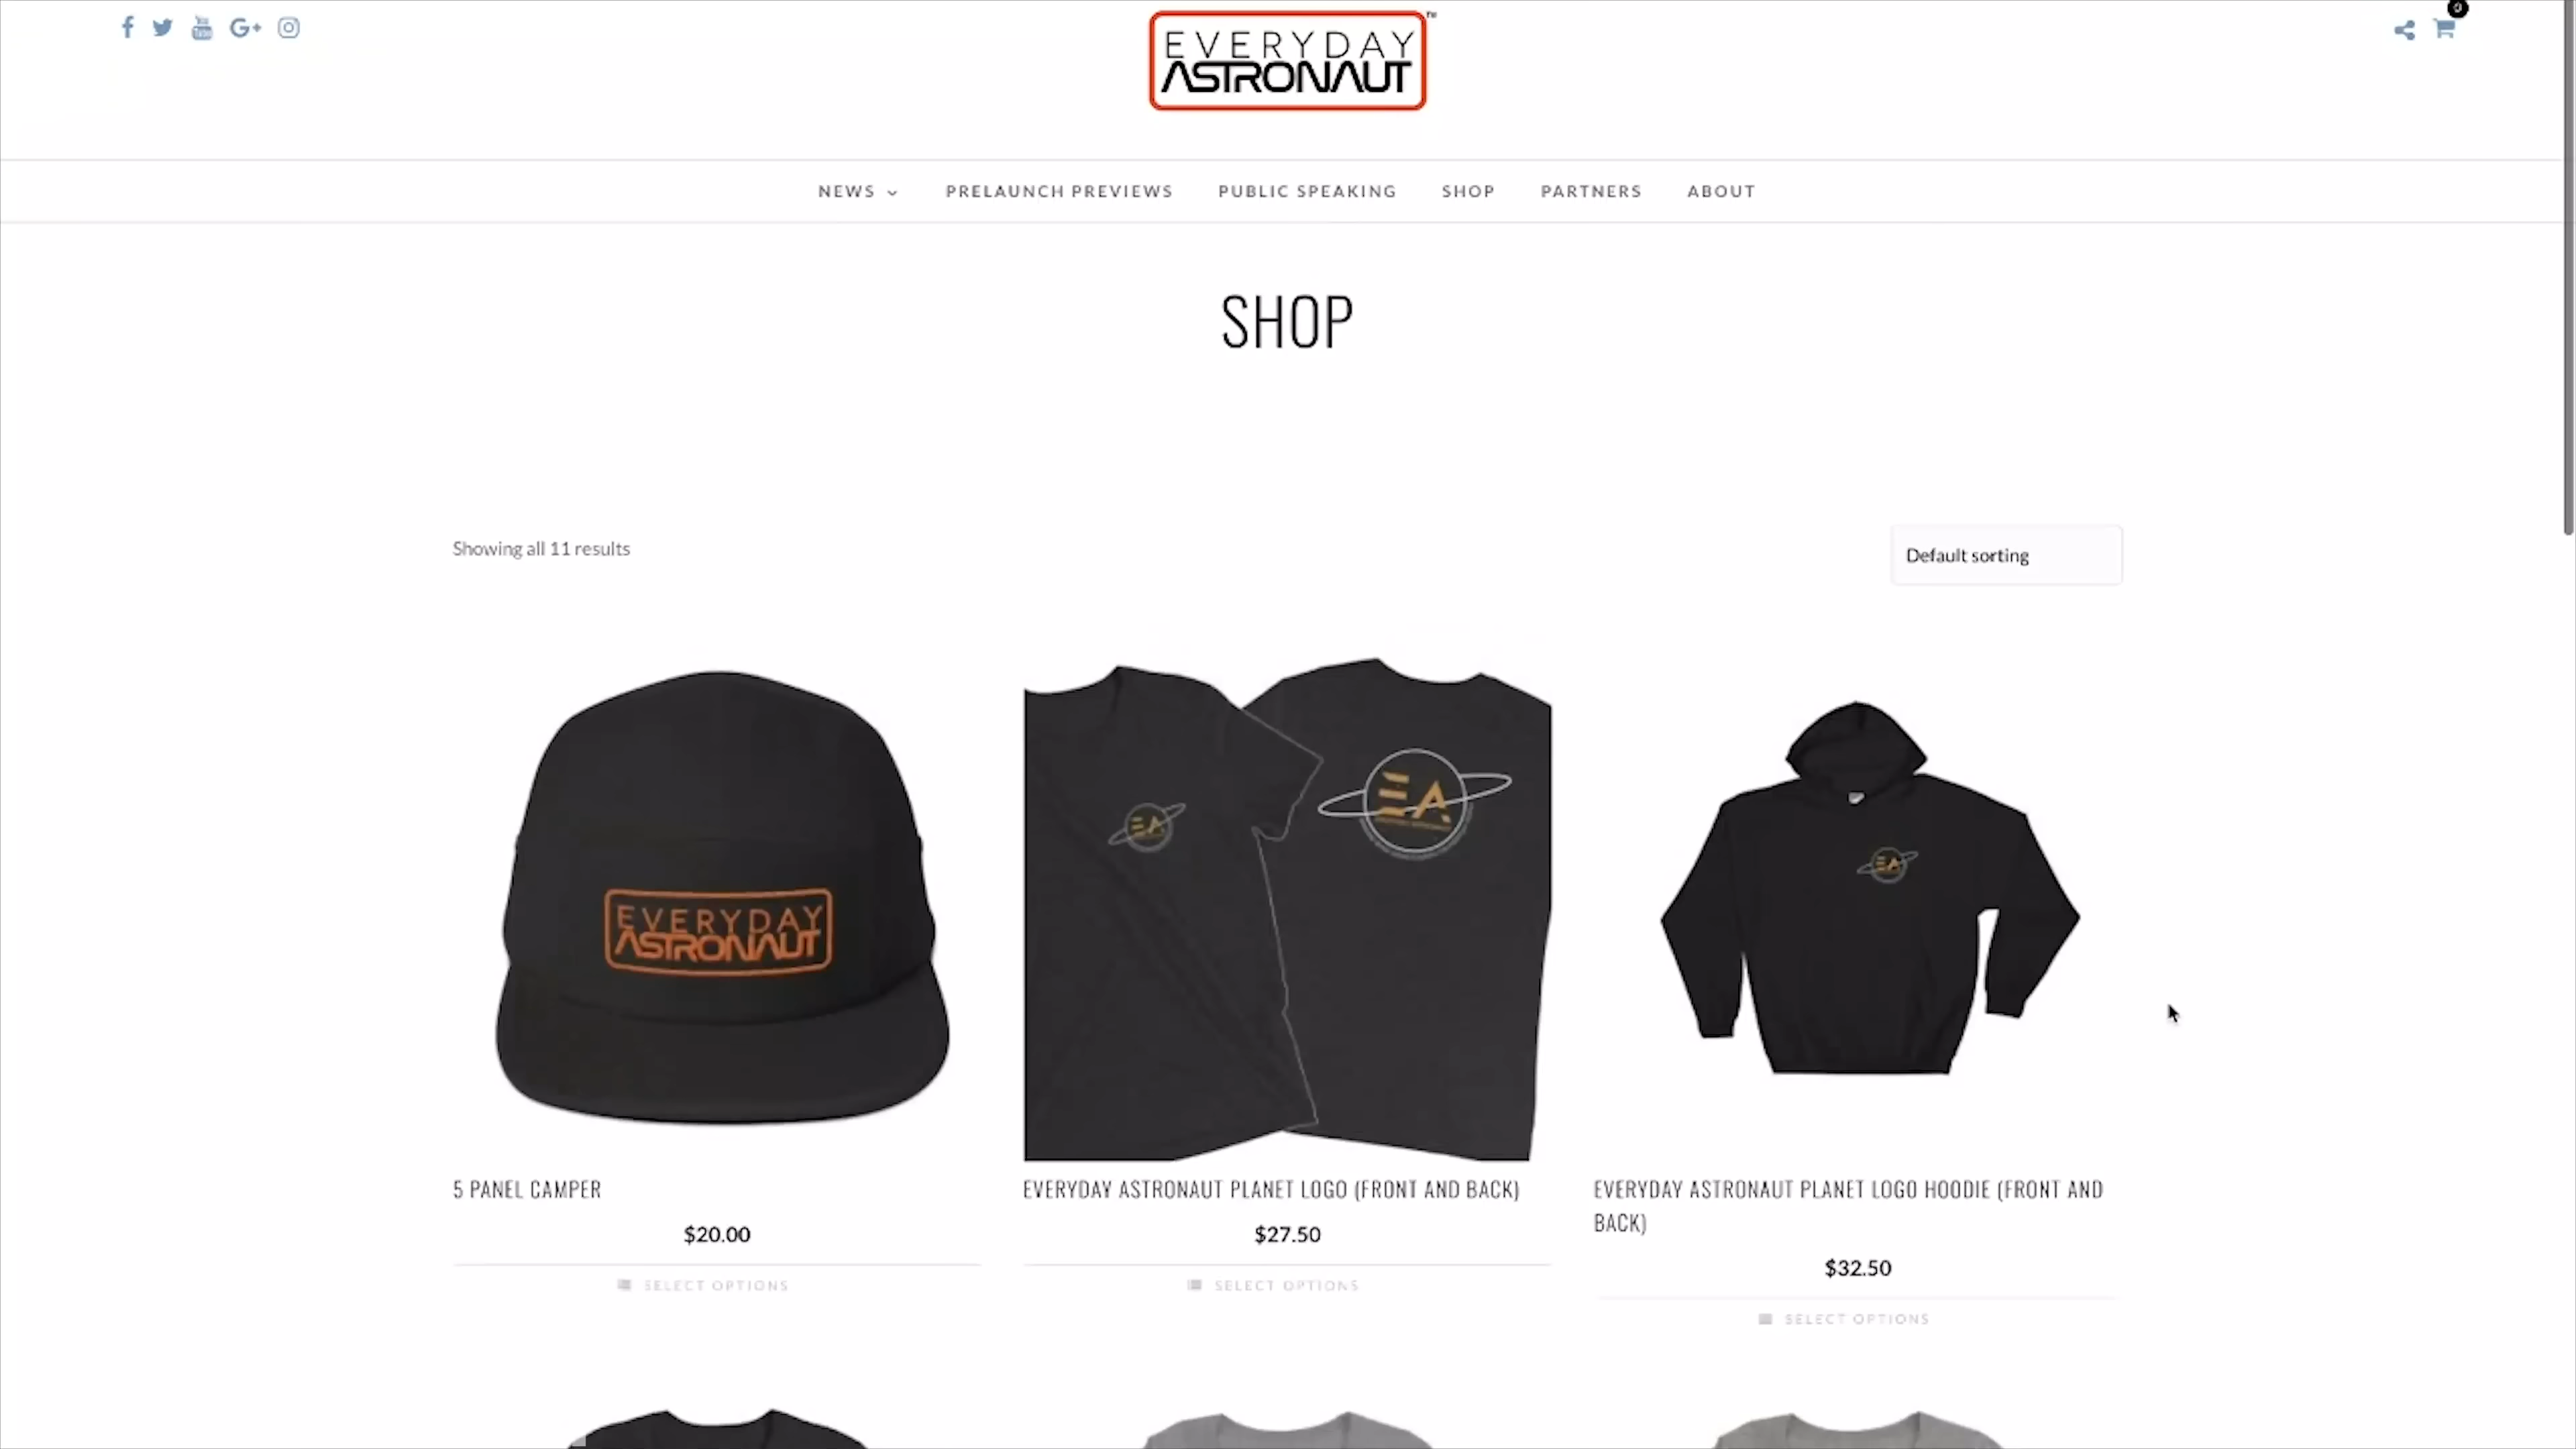 EVERYDAY
ASTRONAUT
TM
0
NEWS
PRELAUNCH PREVIEWS
PUBLIC SPEAKING
SHOP
PARTNERS
ABOUT
SHOP
Showing all 11 results
Default sorting
EVERYDAY
ASTRONAUT
EA
EA
EA
5 PANEL CAMPER
$20.00
SELECT OPTIONS
EVERYDAY ASTRONAUT PLANET LOGO (FRONT AND BACK)
$27.50
SELECT OPTIONS
EVERYDAY ASTRONAUT PLANET LOGO HOODIE (FRONT AND
BACK)
$32.50
SELECT OPTIONS